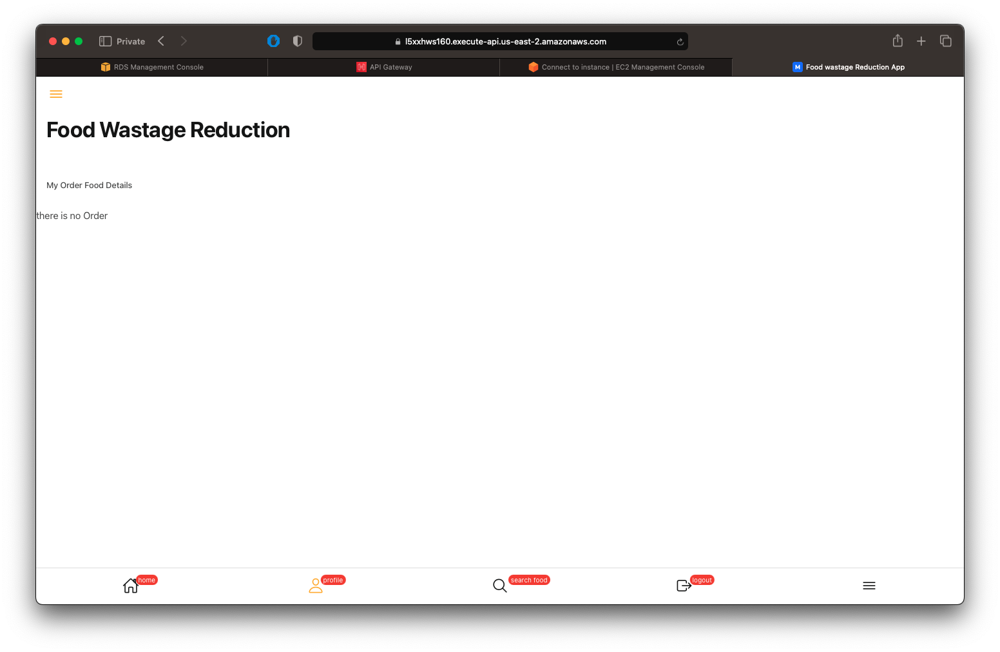 Private
l5xxhws160.execute-api.us-east-2.amazonaws.com
RDS Management Console
API Gateway
Connect to instance | EC2 Management Console
M
Food wastage Reduction App
Food Wastage Reduction
My Order Food Details
there is no Order
home
profile
search food
logout